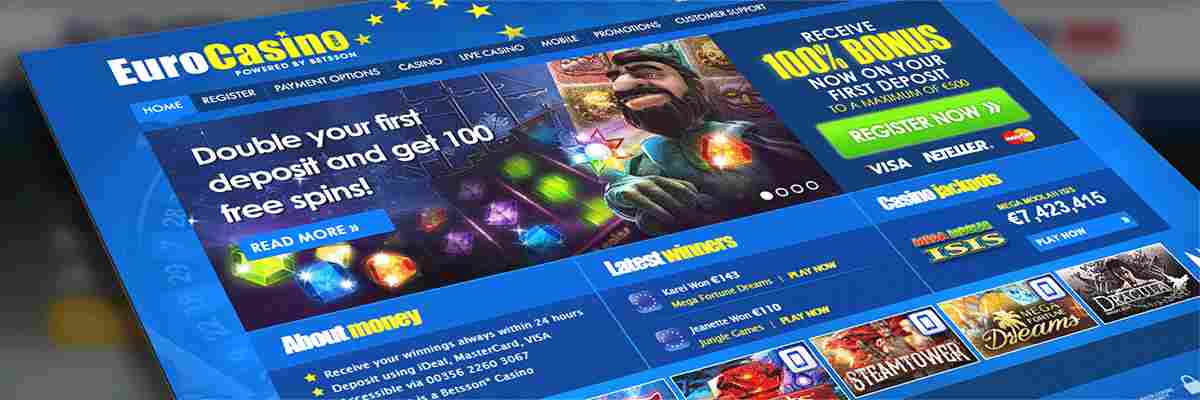 EuroCasino
POWERED BY BETSSON
HOME
REGISTER
PAYMENT OPTIONS
CASINO
LIVE CASINO
MOBILE
PROMOTIONS
CUSTOMER SUPPORT
Double your first
deposit and get 100
free spins!
READ MORE »
RECEIVE
100% BONUS
NOW ON YOUR
FIRST DEPOSIT
TO A MAXIMUM OF €500
REGISTER NOW »
VISA NETELLER MasterCard
Casino jackpots
MEGA MOOLAH ISIS
€7,423,415
MEGA MOOLAH
ISIS
PLAY NOW »
Latest winners
Karel Won €143
Mega Fortune Dreams | PLAY NOW
Jeanette Won €110
Jungle Games | PLAY NOW
About money
Receive your winnings always within 24 hours
Deposit using iDeal, MasterCard, VISA
Accessible via 00356 2260 3067
Accessible as a Betsson* Casino
STEAMTOWER
MEGA
FORTUNE
Dreams
DRACULA